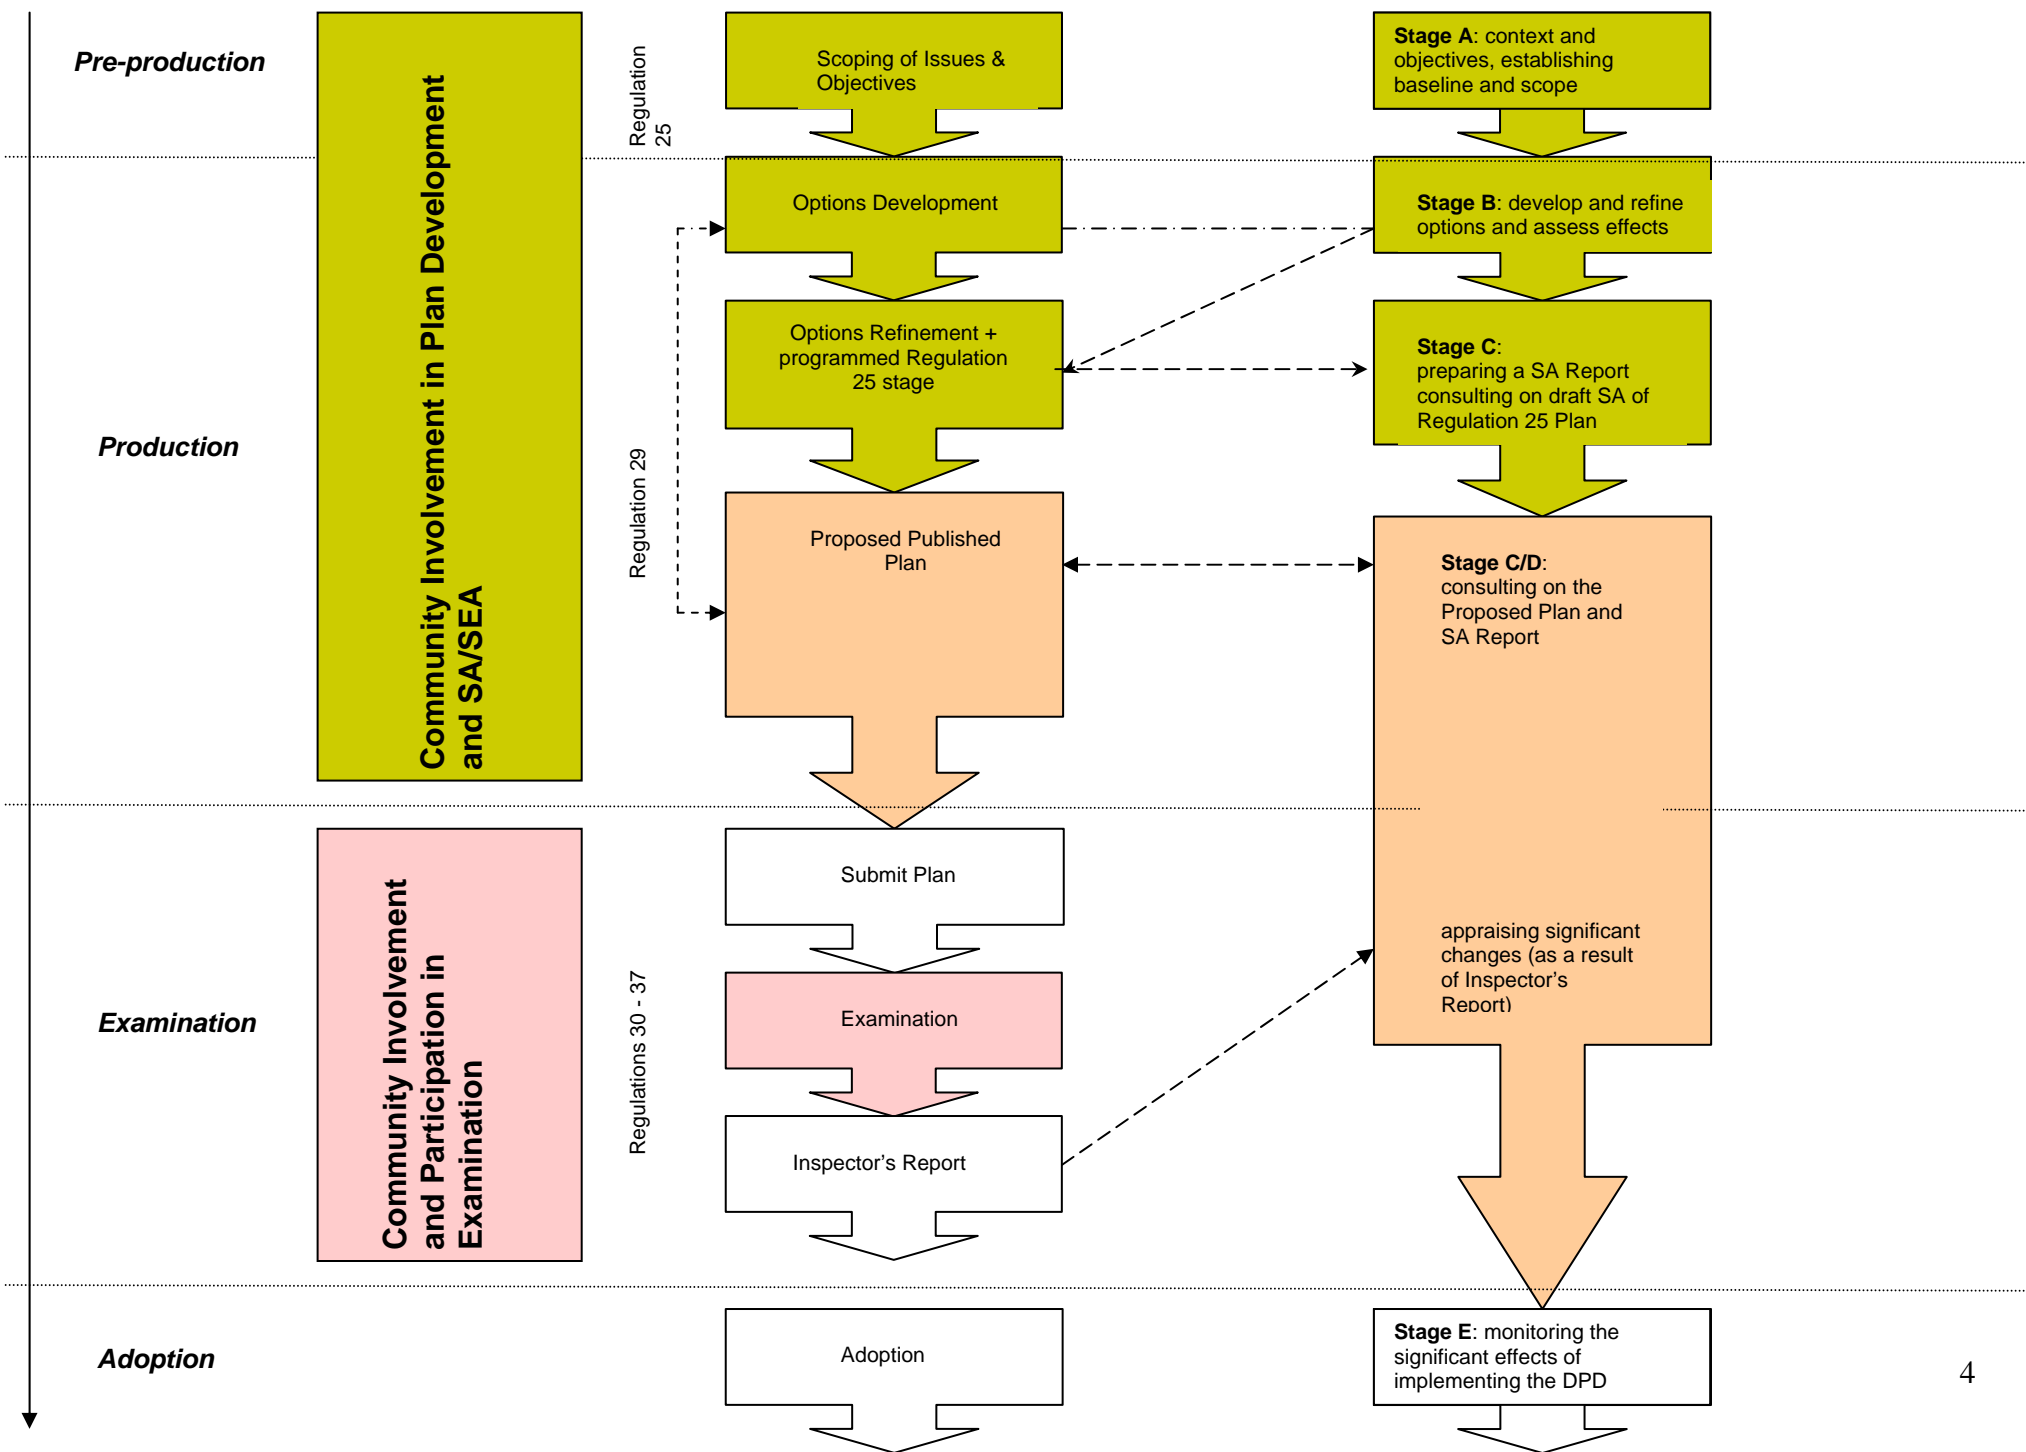 Pre-production
Community Involvement in Plan Development
and SA/SEA
Regulation
25
Scoping of Issues &
Objectives
Stage A: context and
objectives, establishing
baseline and scope
Options Development
Stage B: develop and refine
options and assess effects
Production
Regulation 29
Options Refinement +
programmed Regulation
25 stage
Stage C:
preparing a SA Report
consulting on draft SA of
Regulation 25 Plan
Proposed Published
Plan
Stage C/D:
consulting on the
Proposed Plan and
SA Report
Examination
Community Involvement
and Participation in
Examination
Regulations 30 - 37
Submit Plan
Examination
Inspector’s Report
appraising significant
changes (as a result
of Inspector’s
Report)
Adoption
Adoption
Stage E: monitoring the
significant effects of
implementing the DPD
4